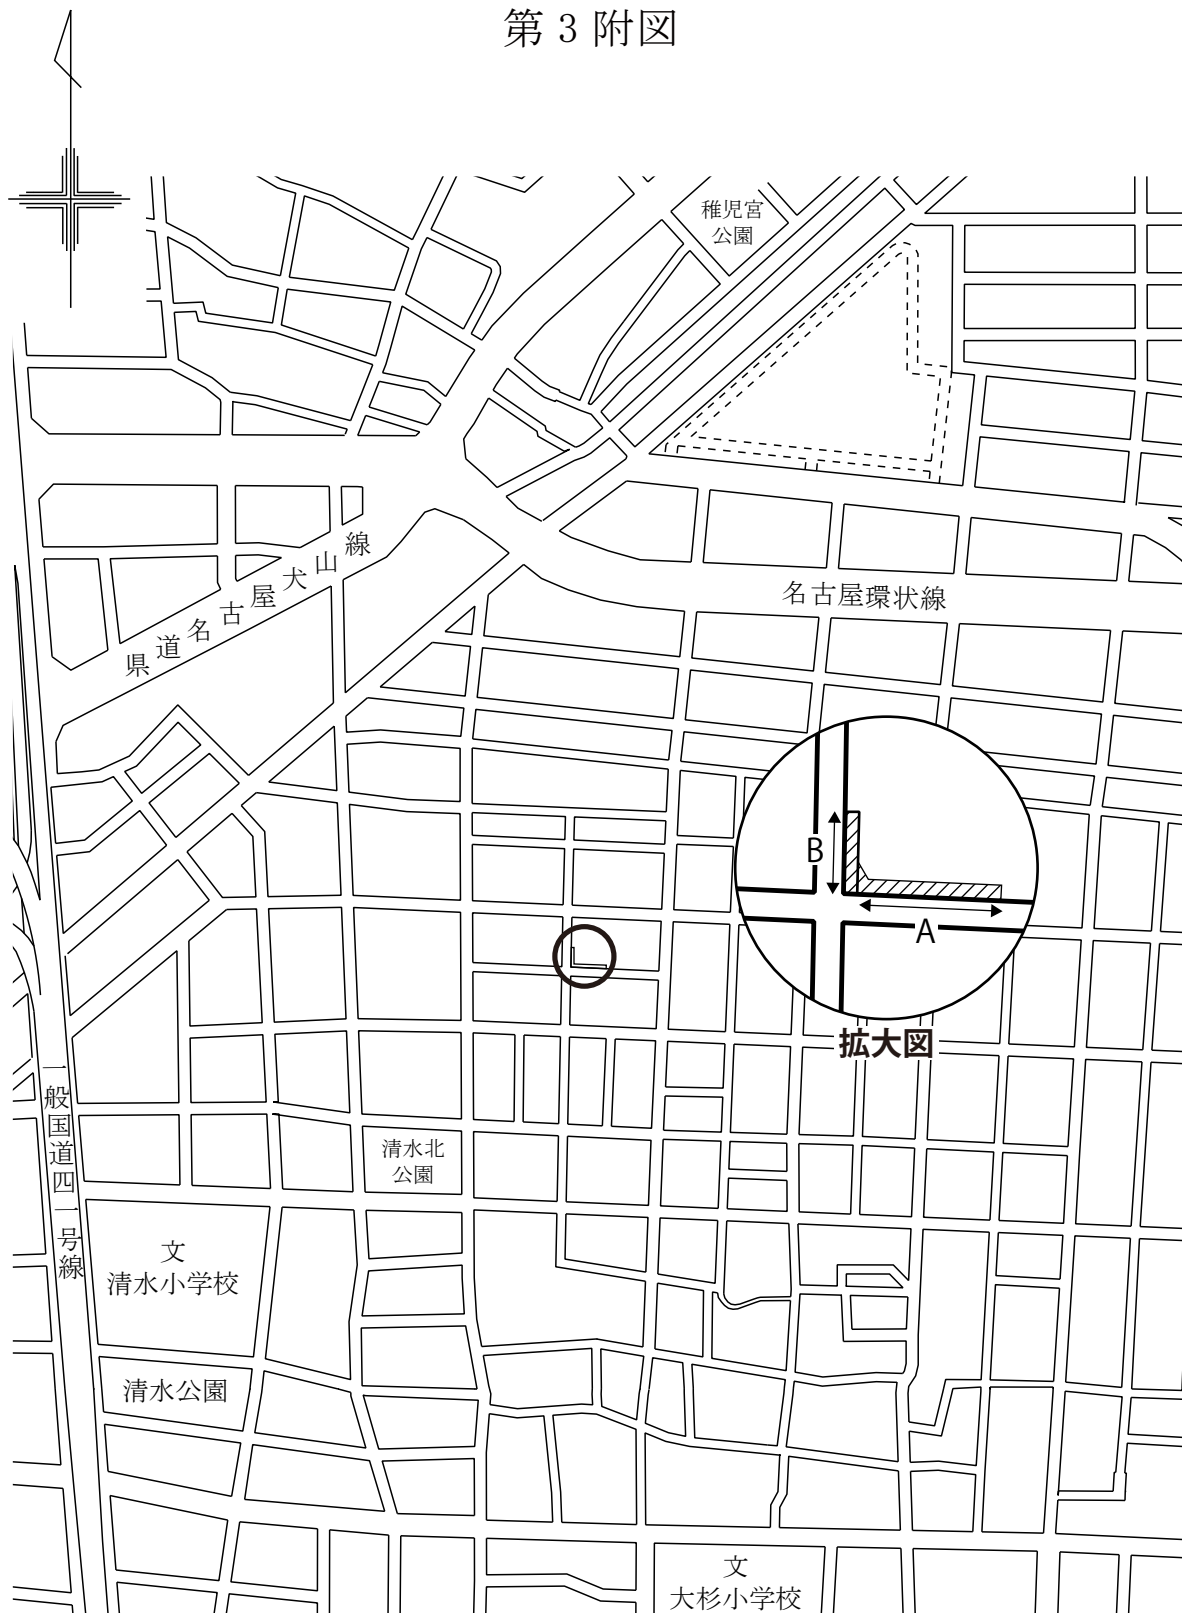 第3附図
稚児宮
公園
県道名古屋犬山線
名古屋環状線
B
A
拡大図
一般国道四一号線
清水北
公園
文
清水小学校
清水公園
文
大杉小学校